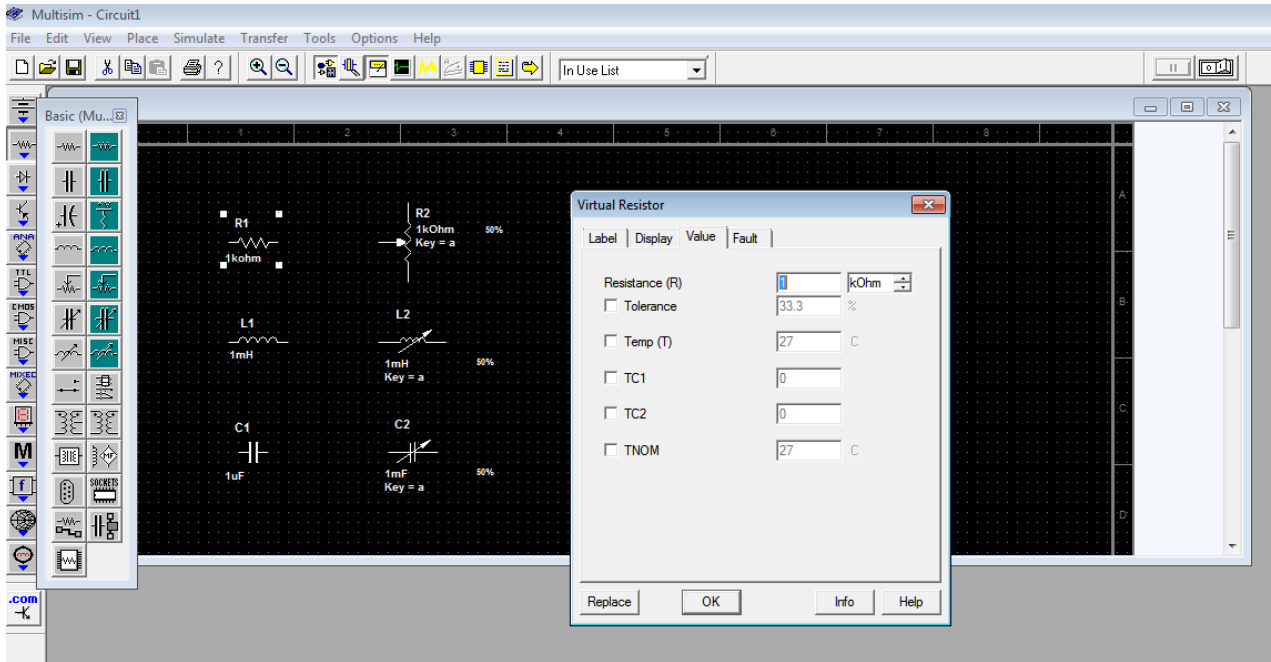 Multisim - Circuit1
File Edit View Place Simulate Transfer Tools Options Help
? In Use List
Basic (Mu...
1 2 3 4 5 6 7 8
A
B
C
D
ANA
TTL
CMOS
MISC
MIXED
M
f
.com
MF
SOCKETS
R1
1kohm
R2
1kOhm 50%
Key = a
L1
1mH
L2
1mH 50%
Key = a
C1
1uF
C2
1mF 50%
Key = a
Virtual Resistor
Label Display Value Fault
Resistance (R) 1 kOhm
Tolerance 33.3 %
Temp (T) 27 C
TC1 0
TC2 0
TNOM 27 C
Replace OK Info Help